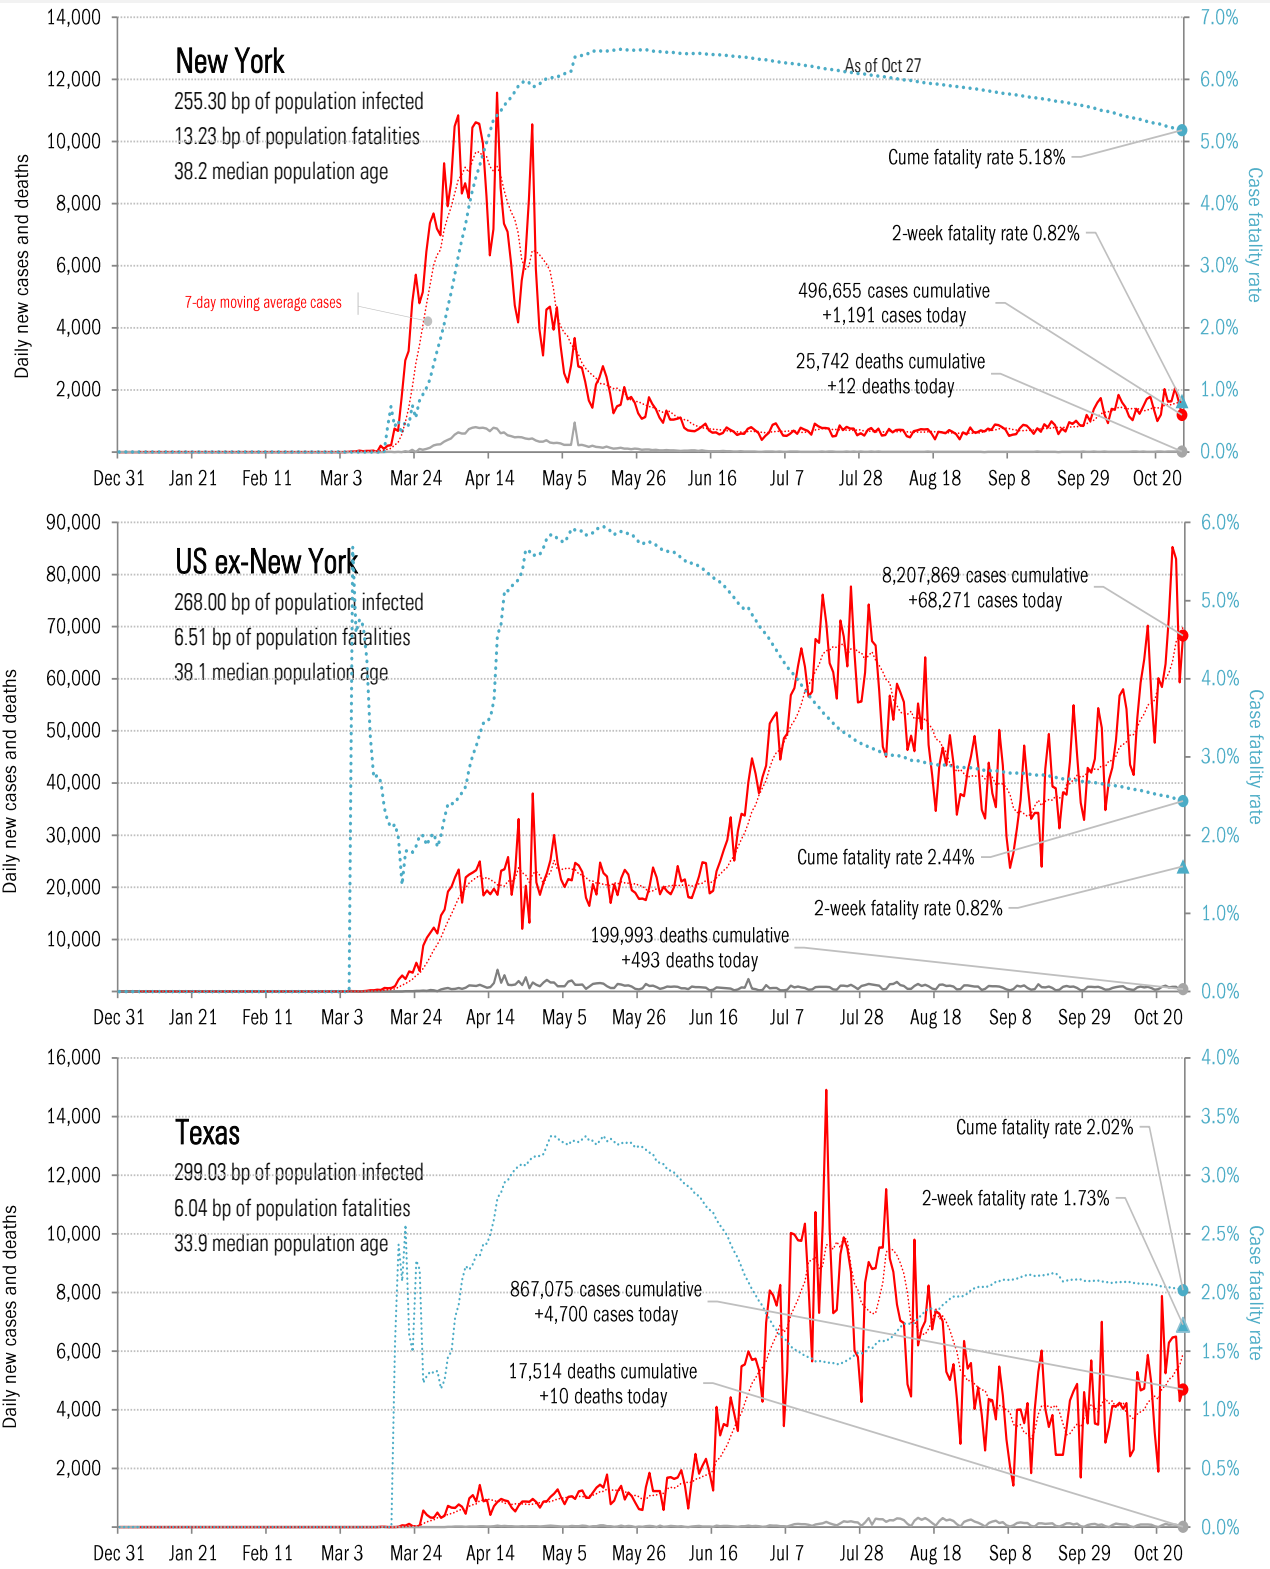 14,000
7.0%
New York
As of Oct 27
12,000
6.0%
255.30 bp of population infected
10,000
13.23 bp of population fatalities
5.0%
Cume fatality rate 5.18%
38.2 median population age
8,000
4.0%
2-week fatality rate 0.82%
6,000
3.0%
496,655 cases cumulative
+1,191 cases today
7-day moving average cases
4,000
2.0%
25,742 deaths cumulative
+12 deaths today
2,000
1.0%
0.0%
Daily new cases and deaths
Case fatality rate
Dec 31 Jan 21 Feb 11 Mar 3 Mar 24 Apr 14 May 5 May 26 Jun 16 Jul 7 Jul 28 Aug 18 Sep 8 Sep 29 Oct 20
90,000
6.0%
US ex-New York
80,000
8,207,869 cases cumulative
+68,271 cases today
268.00 bp of population infected
5.0%
70,000
6.51 bp of population fatalities
38.1 median population age
60,000
4.0%
50,000
3.0%
40,000
30,000
2.0%
Cume fatality rate 2.44%
20,000
2-week fatality rate 0.82%
1.0%
10,000
199,993 deaths cumulative
+493 deaths today
0.0%
Daily new cases and deaths
Case fatality rate
Dec 31 Jan 21 Feb 11 Mar 3 Mar 24 Apr 14 May 5 May 26 Jun 16 Jul 7 Jul 28 Aug 18 Sep 8 Sep 29 Oct 20
16,000
4.0%
14,000
3.5%
Texas
Cume fatality rate 2.02%
12,000
3.0%
299.03 bp of population infected
2-week fatality rate 1.73%
6.04 bp of population fatalities
10,000
2.5%
33.9 median population age
8,000
2.0%
867,075 cases cumulative
+4,700 cases today
6,000
1.5%
17,514 deaths cumulative
+10 deaths today
4,000
1.0%
2,000
0.5%
0.0%
Daily new cases and deaths
Case fatality rate
Dec 31 Jan 21 Feb 11 Mar 3 Mar 24 Apr 14 May 5 May 26 Jun 16 Jul 7 Jul 28 Aug 18 Sep 8 Sep 29 Oct 20